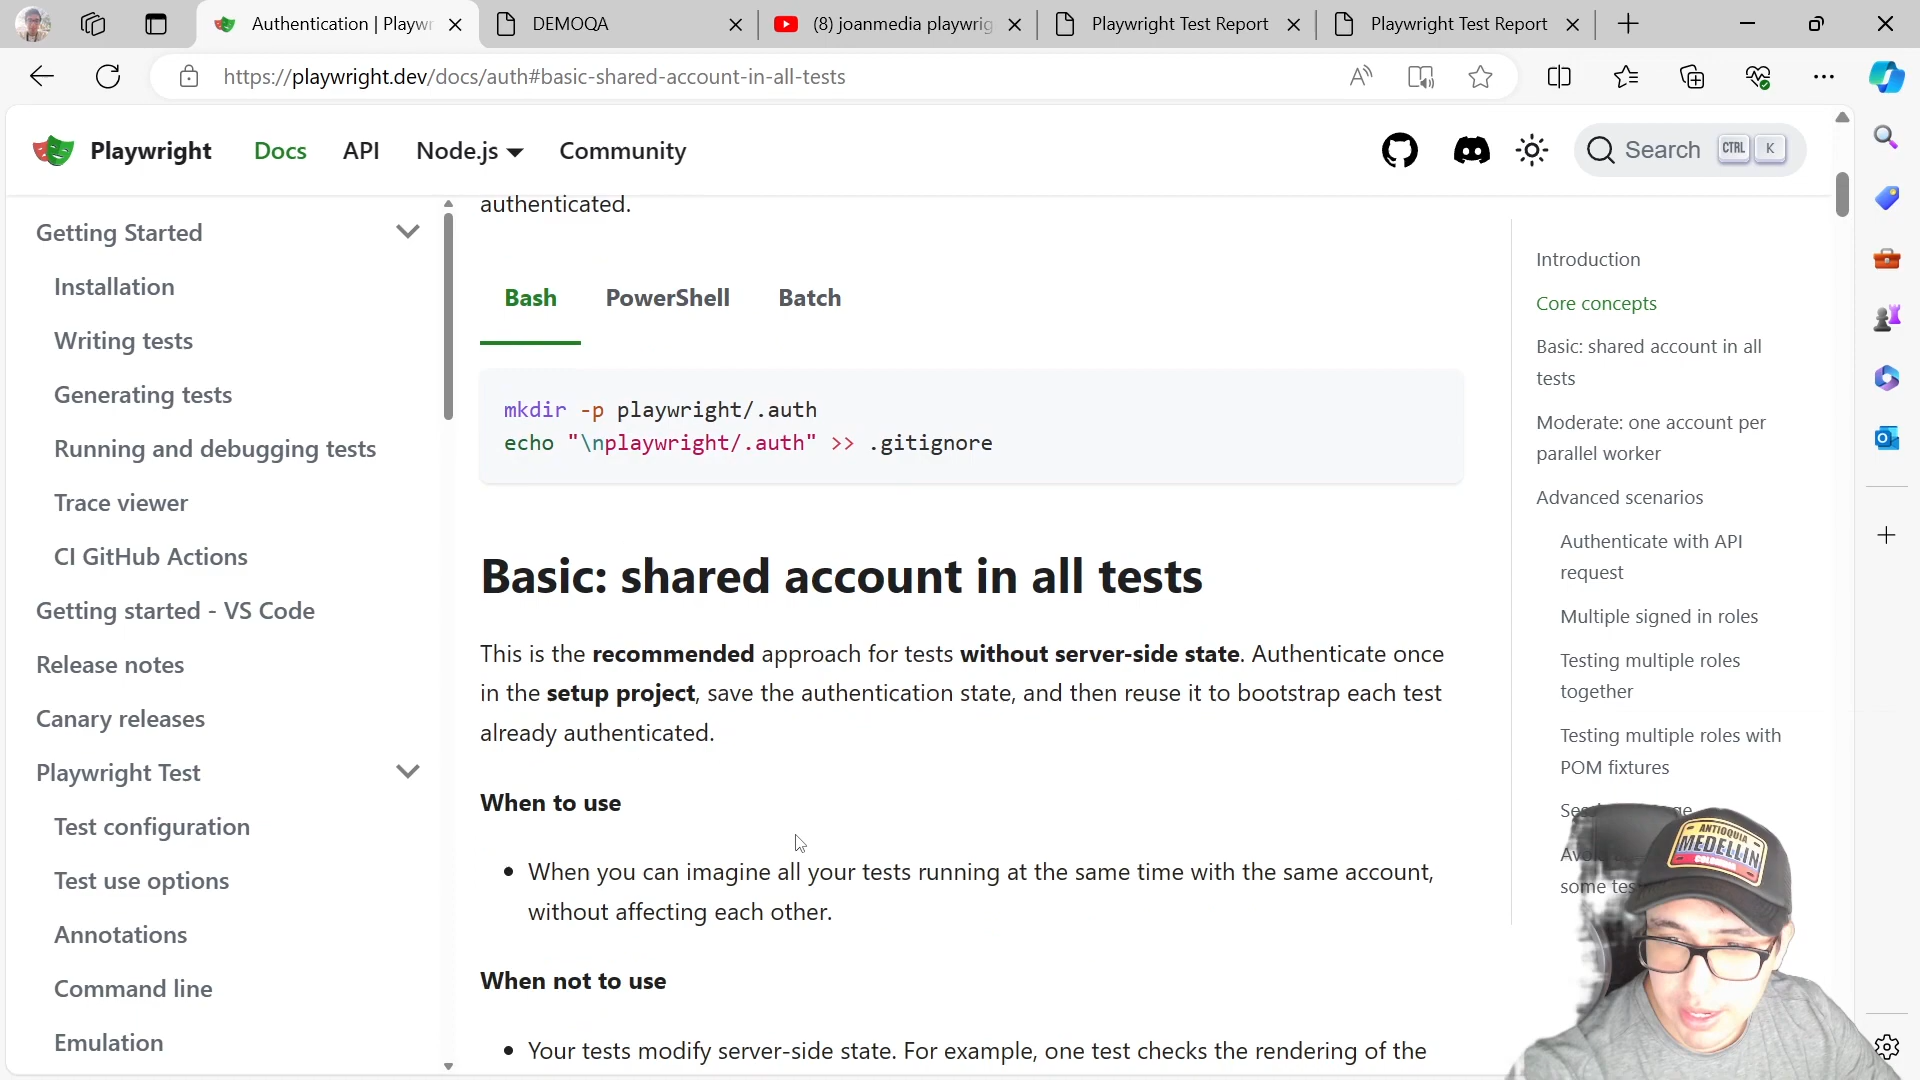 Authentication | Playwr
DEMOQA
(8) joanmedia playwrig
Playwright Test Report
Playwright Test Report
https://playwright.dev/docs/auth#basic-shared-account-in-all-tests
Playwright
Docs
API
Node.js
Community
Search
CTRL
K
Getting Started
Installation
Writing tests
Generating tests
Running and debugging tests
Trace viewer
CI GitHub Actions
Getting started - VS Code
Release notes
Canary releases
Playwright Test
Test configuration
Test use options
Annotations
Command line
Emulation
authenticated.
Bash
PowerShell
Batch
mkdir -p playwright/.auth
echo "\nplaywright/.auth" >> .gitignore
Basic: shared account in all tests
This is the recommended approach for tests without server-side state. Authenticate once
in the setup project, save the authentication state, and then reuse it to bootstrap each test
already authenticated.
When to use
• When you can imagine all your tests running at the same time with the same account,
without affecting each other.
When not to use
• Your tests modify server-side state. For example, one test checks the rendering of the
Introduction
Core concepts
Basic: shared account in all
tests
Moderate: one account per
parallel worker
Advanced scenarios
Authenticate with API
request
Multiple signed in roles
Testing multiple roles
together
Testing multiple roles with
POM fixtures
ANTIOQUIA
MEDELLIN
COLOMBIA